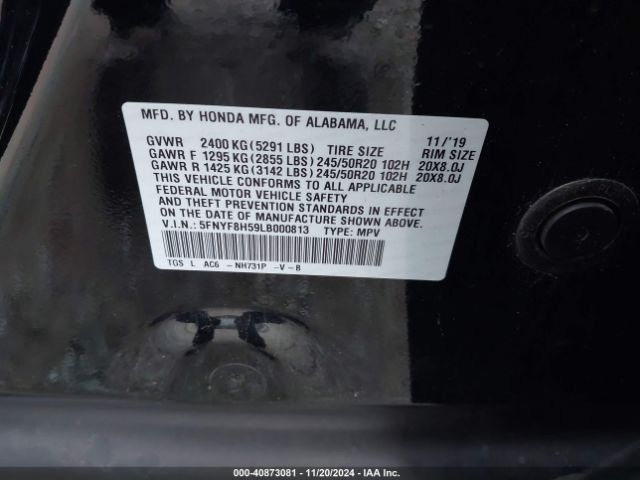 MFD. BY HONDA MFG. OF ALABAMA, LLC
GVWR 2400 KG (5291 LBS) TIRE SIZE 11/'19 RIM SIZE
GAWR F 1295 KG (2855 LBS) 245/50R20 102H 20X8.0J
GAWR R 1425 KG (3142 LBS) 245/50R20 102H 20X8.0J
THIS VEHICLE CONFORMS TO ALL APPLICABLE
FEDERAL MOTOR VEHICLE SAFETY
AND THEFT PREVENTION STANDARDS IN EFFECT
ON THE DATE OF MANUFACTURE SHOWN ABOVE.
V.I.N.: 5FNYF8H59LB000813 TYPE: MPV
TGS L AC6 -NH731P -V-B
000-40873081 - 11/20/2024 - IAA Inc.